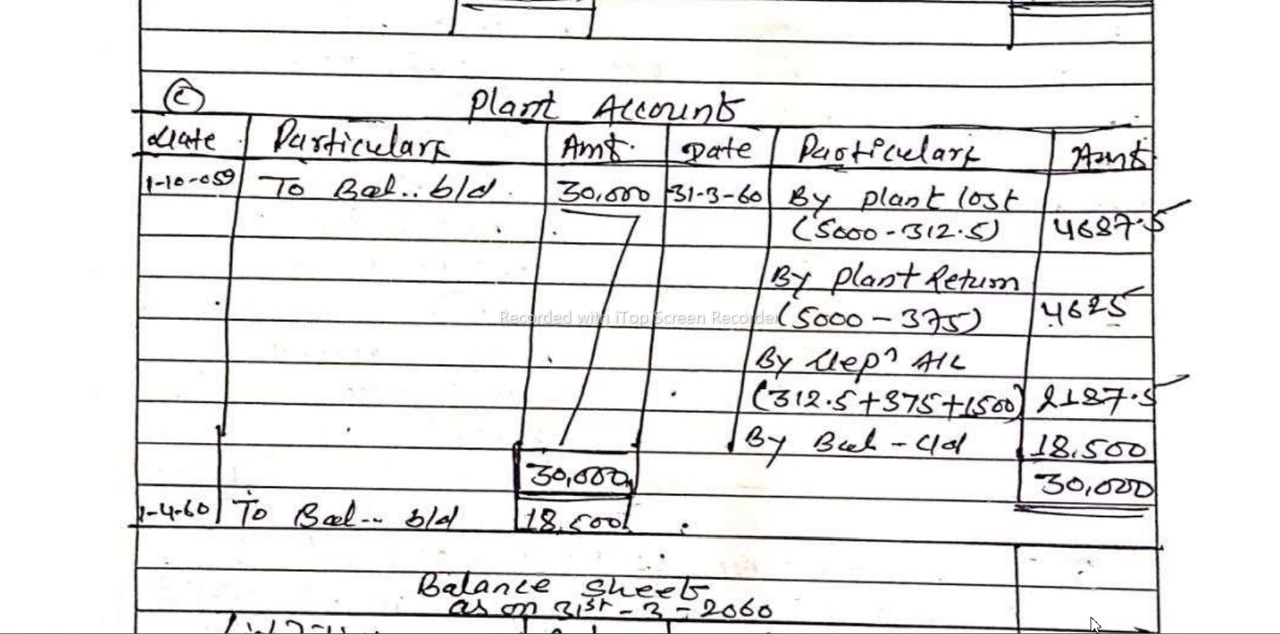 (C)
Plant Accounts
Date Particulars Amt. Date Particulars Amt.
1-10-059 To Bal.. b/d. 30,000 31-3-60 By plant lost
(5000-312.5) 4687.5
By plant Return
(5000-375) 4625
By Depn A/c
(312.5+375+1500) 2187.5
By Bal-c/d 18,500
30,000 30,000
1-4-60 To Bal-- b/d 18,500
Balance Sheet
as on 31st-3-2060
Recorded with iTop Screen Recorder